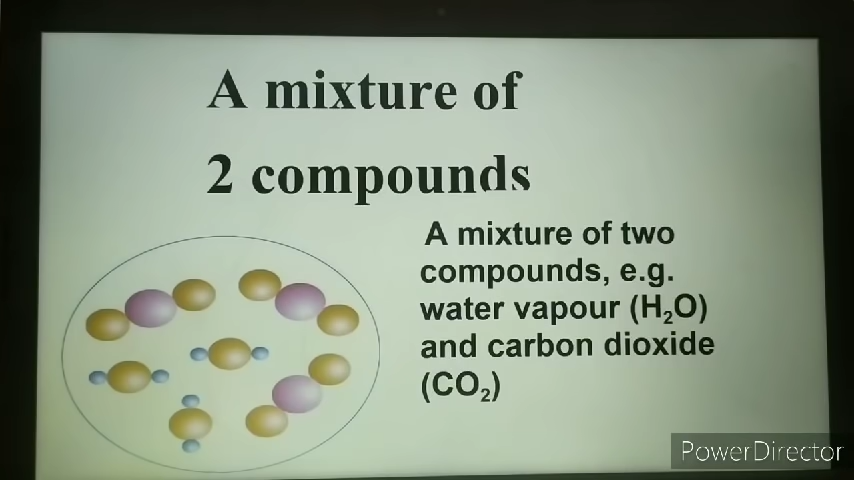 A mixture of
2 compounds
A mixture of two
compounds, e.g.
water vapour (H₂O)
and carbon dioxide
(CO₂)
PowerDirector